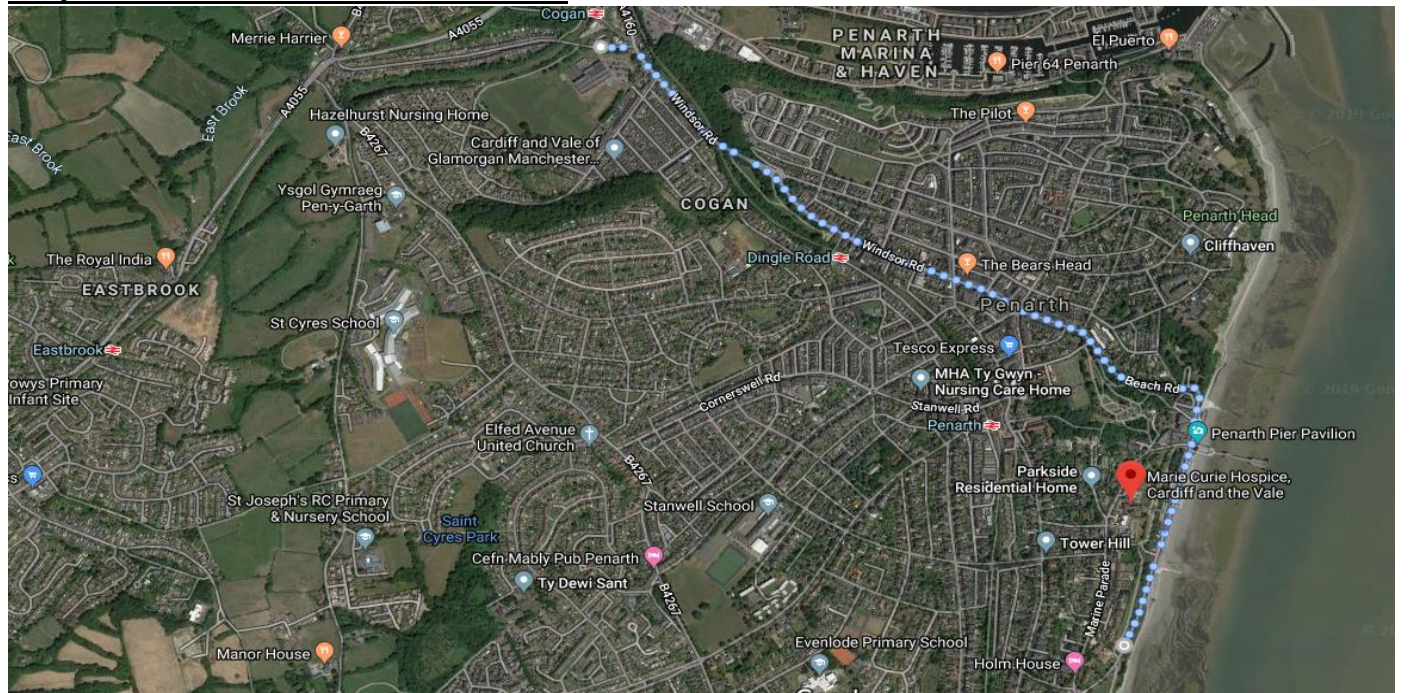 Cogan
A4160
A4055
Merrie Harrier
PENARTH
MARINA
& HAVEN
El Puerto
Pier 64 Penarth
East Brook
A4055
Hazelhurst Nursing Home
B4267
Windsor Rd
The Pilot
East Brook
Cardiff and Vale of
Glamorgan Manchester...
Ysgol Gymraeg
Pen-y-Garth
COGAN
Penarth Head
Cliffhaven
The Royal India
Dingle Road
Windsor Rd
The Bears Head
EASTBROOK
Penarth
St Cyres School
Eastbrook
Tesco Express
owys Primary
Infant Site
MHA Ty Gwyn -
Nursing Care Home
Beach Rd
Cornerswell Rd
Stanwell Rd
Penarth
Elfed Avenue
United Church
Penarth Pier Pavilion
B4267
Parkside
Residential Home
Marie Curie Hospice,
Cardiff and the Vale
St Joseph's RC Primary
& Nursery School
Stanwell School
Saint
Cyres Park
Tower Hill
Cefn Mably Pub Penarth
Ty Dewi Sant
B4267
Marine Parade
Manor House
Evenlode Primary School
Holm House